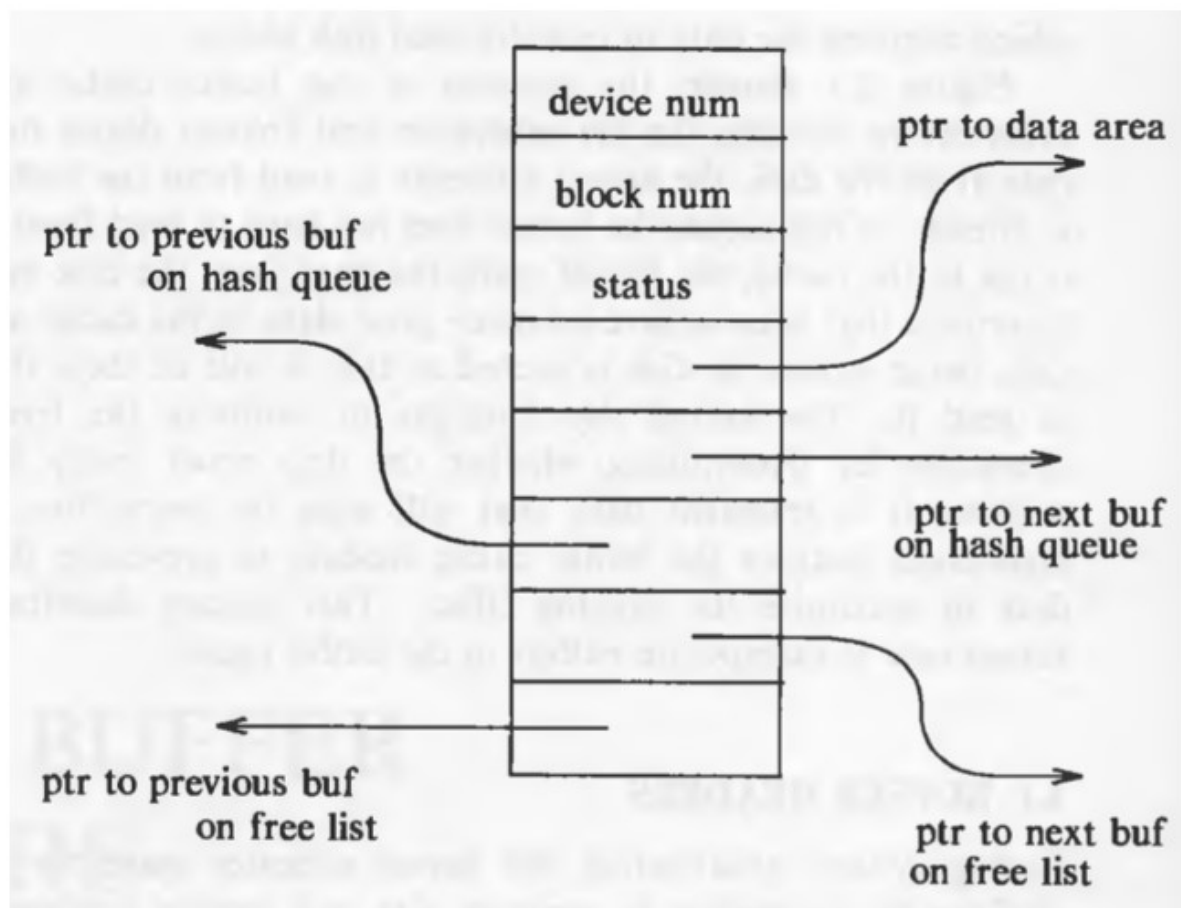 device num
ptr to data area
block num
ptr to previous buf
on hash queue
status
ptr to next buf
on hash queue
ptr to previous buf
on free list
ptr to next buf
on free list